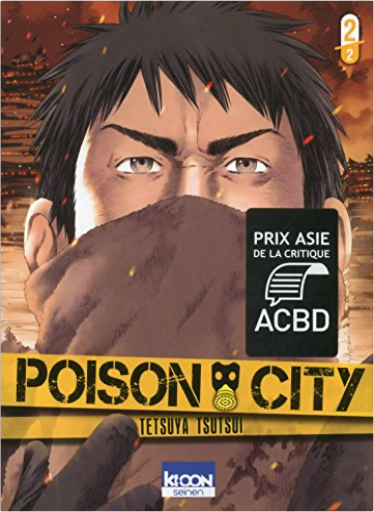 2
2
PRIX ASIE
DE LA CRITIQUE
ACBD
POISON CITY
TETSUYA TSUTSUI
KI-OON
seinen